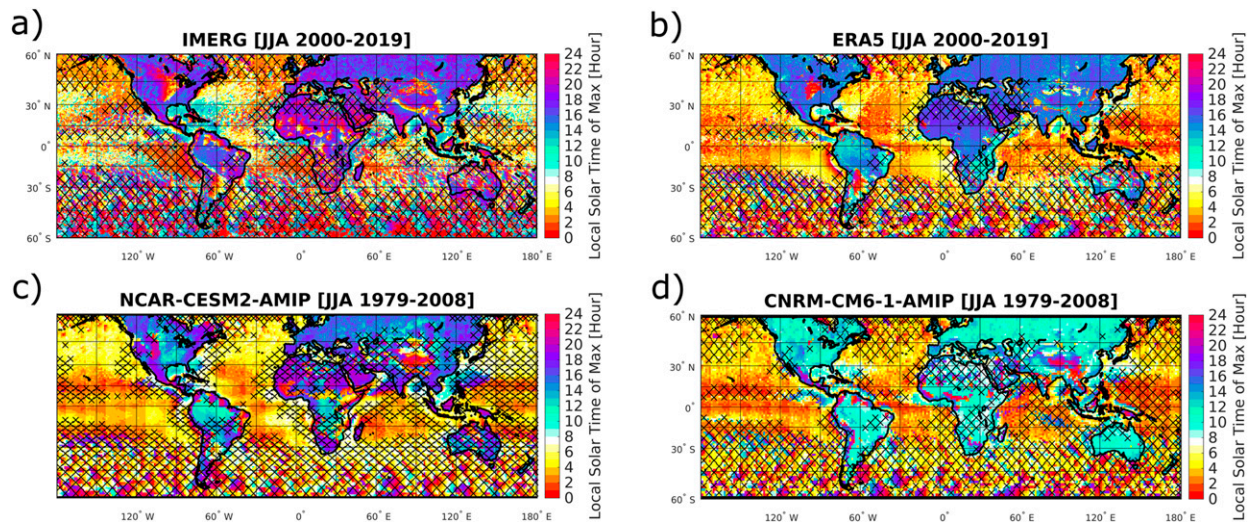 a)
IMERG [JJA 2000-2019]
60° N
30° N
0°
30° S
60° S
120° W
60° W
0°
60° E
120° E
180° E
24
22
20
18
16
14
12
10
8
6
4
2
0
Local Solar Time of Max [Hour]
b)
ERA5 [JJA 2000-2019]
60° N
30° N
0°
30° S
60° S
120° W
60° W
0°
60° E
120° E
180° E
24
22
20
18
16
14
12
10
8
6
4
2
0
Local Solar Time of Max [Hour]
c)
NCAR-CESM2-AMIP [JJA 1979-2008]
120° W
60° W
0°
60° E
120° E
180° E
24
22
20
18
16
14
12
10
8
6
4
2
0
Local Solar Time of Max [Hour]
d)
CNRM-CM6-1-AMIP [JJA 1979-2008]
60° N
30° N
0°
30° S
60° S
120° W
60° W
0°
60° E
120° E
180° E
24
22
20
18
16
14
12
10
8
6
4
2
0
Local Solar Time of Max [Hour]